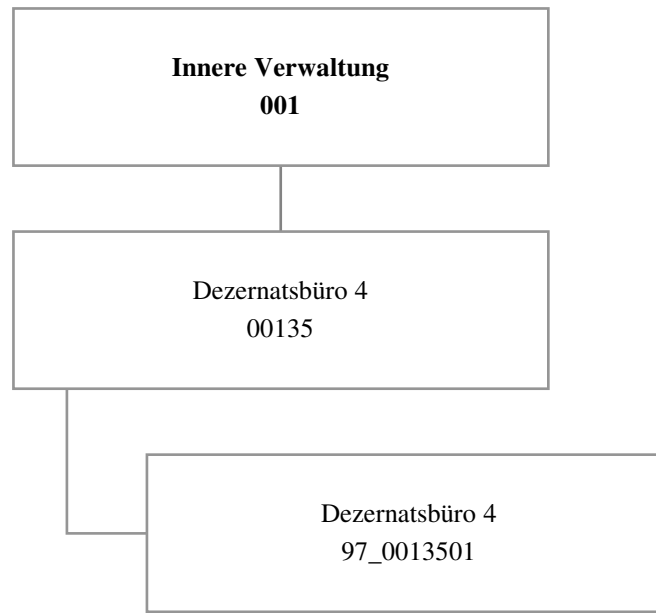 Innere Verwaltung
001
Dezernatsbüro 4
00135
Dezernatsbüro 4
97_0013501